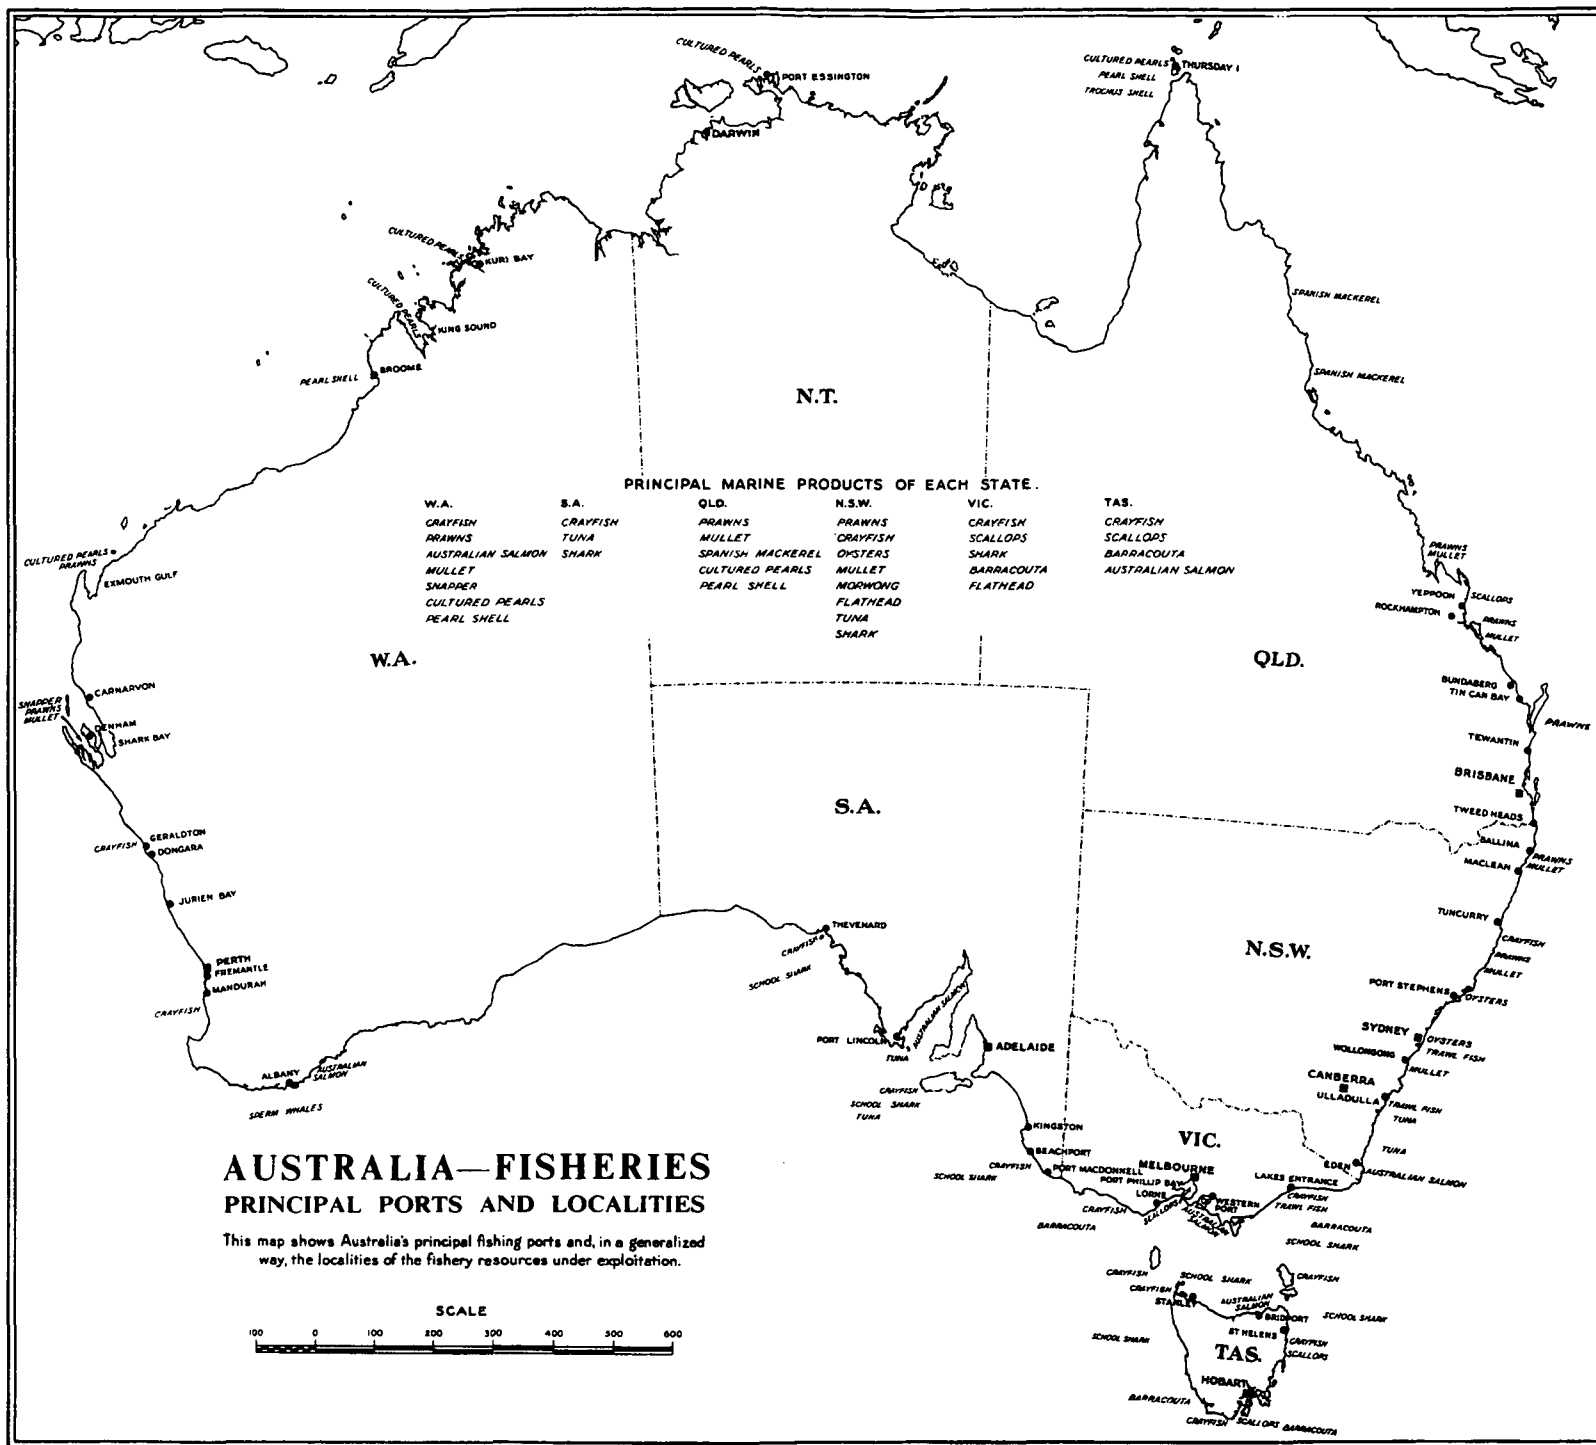 CULTURED PEARLS
PORT ESSINGTON
DARWIN
CULTURED PEARLS
THURSDAY I
PEARL SHELL
TROCHUS SHELL
CULTURED PEARLS
KURI BAY
CULTURED PEARLS
KING SOUND
PEARL SHELL
BROOME
SPANISH MACKEREL
SPANISH MACKEREL
N.T.
PRINCIPAL MARINE PRODUCTS OF EACH STATE.
W.A. S.A. QLD. N.S.W. VIC. TAS.
CRAYFISH CRAYFISH PRAWNS PRAWNS CRAYFISH CRAYFISH
PRAWNS TUNA MULLET CRAYFISH SCALLOPS SCALLOPS
AUSTRALIAN SALMON SHARK SPANISH MACKEREL OYSTERS SHARK BARRACOUTA
MULLET CULTURED PEARLS MULLET BARRACOUTA AUSTRALIAN SALMON
SNAPPER PEARL SHELL MORWONG FLATHEAD
CULTURED PEARLS FLATHEAD
PEARL SHELL TUNA
SHARK
CULTURED PEARLS
PRAWNS
EXMOUTH GULF
PRAWNS
MULLET
YEPPOON
SCALLOPS
ROCKHAMPTON
PRAWNS
MULLET
W.A.
QLD.
CARNARVON
SNAPPER
PRAWNS
MULLET
DENHAM
SHARK BAY
BUNDABERG
TIN CAN BAY
PRAWNS
TEWANTIN
BRISBANE
TWEED HEADS
S.A.
GERALDTON
CRAYFISH
DONGARA
BALLINA
PRAWNS
MACLEAN
MULLET
JURIEN BAY
TUNCURRY
THEVENARD
CRAYFISH
SCHOOL SHARK
CRAYFISH
PRAWNS
MULLET
N.S.W.
PERTH
FREMANTLE
MANDURAH
CRAYFISH
PORT STEPHENS
OYSTERS
AUSTRALIAN SALMON
PORT LINCOLN
TUNA
ADELAIDE
SYDNEY
OYSTERS
TRAWL FISH
WOLLONGONG
MULLET
ALBANY
AUSTRALIAN
SALMON
SPERM WHALES
CRAYFISH
SCHOOL SHARK
TUNA
CANBERRA
ULLADULLA
TRAWL FISH
TUNA
KINGSTON
VIC.
TUNA
BEACHPORT
CRAYFISH
PORT MACDONNELL
SCHOOL SHARK
MELBOURNE
PORT PHILLIP BAY
EDEN
AUSTRALIAN SALMON
LAKES ENTRANCE
LORNE
WESTERN
PORT
CRAYFISH
TRAWL FISH
CRAYFISH
SCALLOPS
AUSTRALIAN
SALMON
BARRACOUTA
BARRACOUTA
SCHOOL SHARK
AUSTRALIA—FISHERIES
PRINCIPAL PORTS AND LOCALITIES
This map shows Australia's principal fishing ports and, in a generalized
way, the localities of the fishery resources under exploitation.
SCALE
100 0 100 200 300 400 500 600
CRAYFISH
SCHOOL SHARK
CRAYFISH
CRAYFISH
STANLEY
AUSTRALIAN
SALMON
BRIDPORT
SCHOOL SHARK
ST HELENS
SCHOOL SHARK
CRAYFISH
SCALLOPS
TAS.
HOBART
BARRACOUTA
CRAYFISH
SCALLOPS
BARRACOUTA